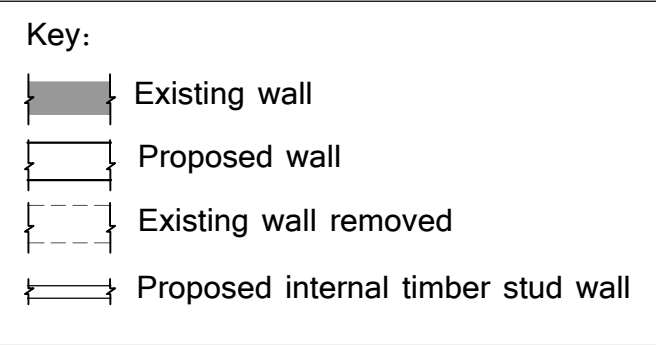 Key:
Existing wall
Proposed wall
Existing wall removed
Proposed internal timber stud wall